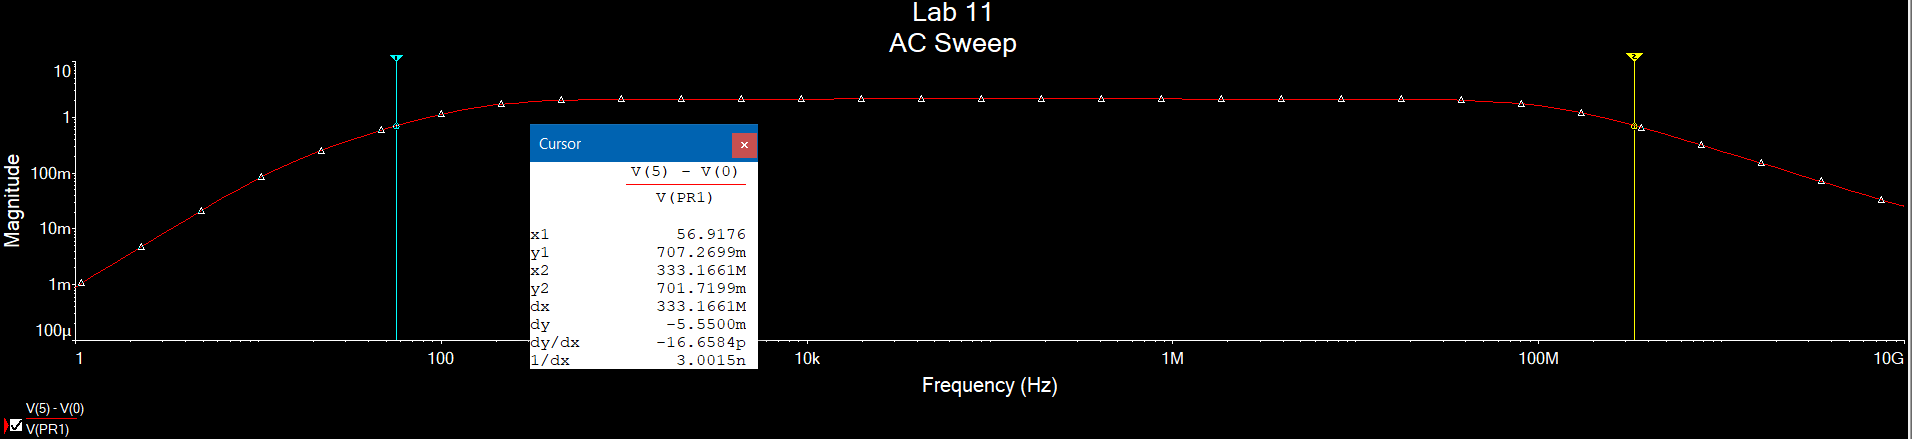 Lab 11
AC Sweep
10
1
100m
10m
1m
100µ
Magnitude
1
2
Cursor
×
V(5) - V(0)
V(PR1)
x1 56.9176
y1 707.2699m
x2 333.1661M
y2 701.7199m
dx 333.1661M
dy -5.5500m
dy/dx -16.6584p
1/dx 3.0015n
1 100 10k 1M 100M 10G
Frequency (Hz)
V(5) - V(0)
V(PR1)